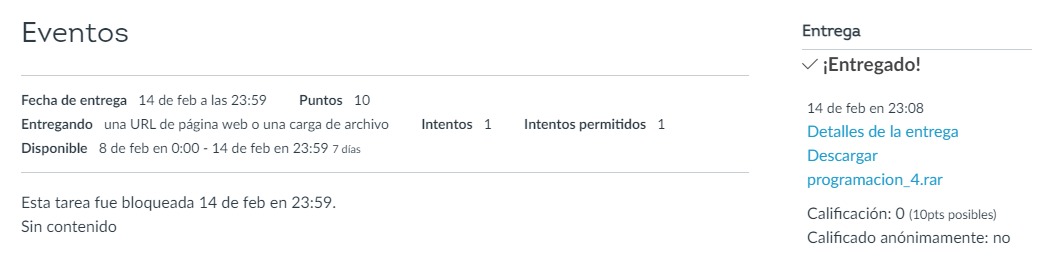 Eventos
Fecha de entrega 14 de feb a las 23:59 Puntos 10
Entregando una URL de página web o una carga de archivo Intentos 1 Intentos permitidos 1
Disponible 8 de feb en 0:00 - 14 de feb en 23:59 7 días
Esta tarea fue bloqueada 14 de feb en 23:59.
Sin contenido
Entrega
¡Entregado!
14 de feb en 23:08
Detalles de la entrega
Descargar
programacion_4.rar
Calificación: 0 (10pts posibles)
Calificado anónimamente: no